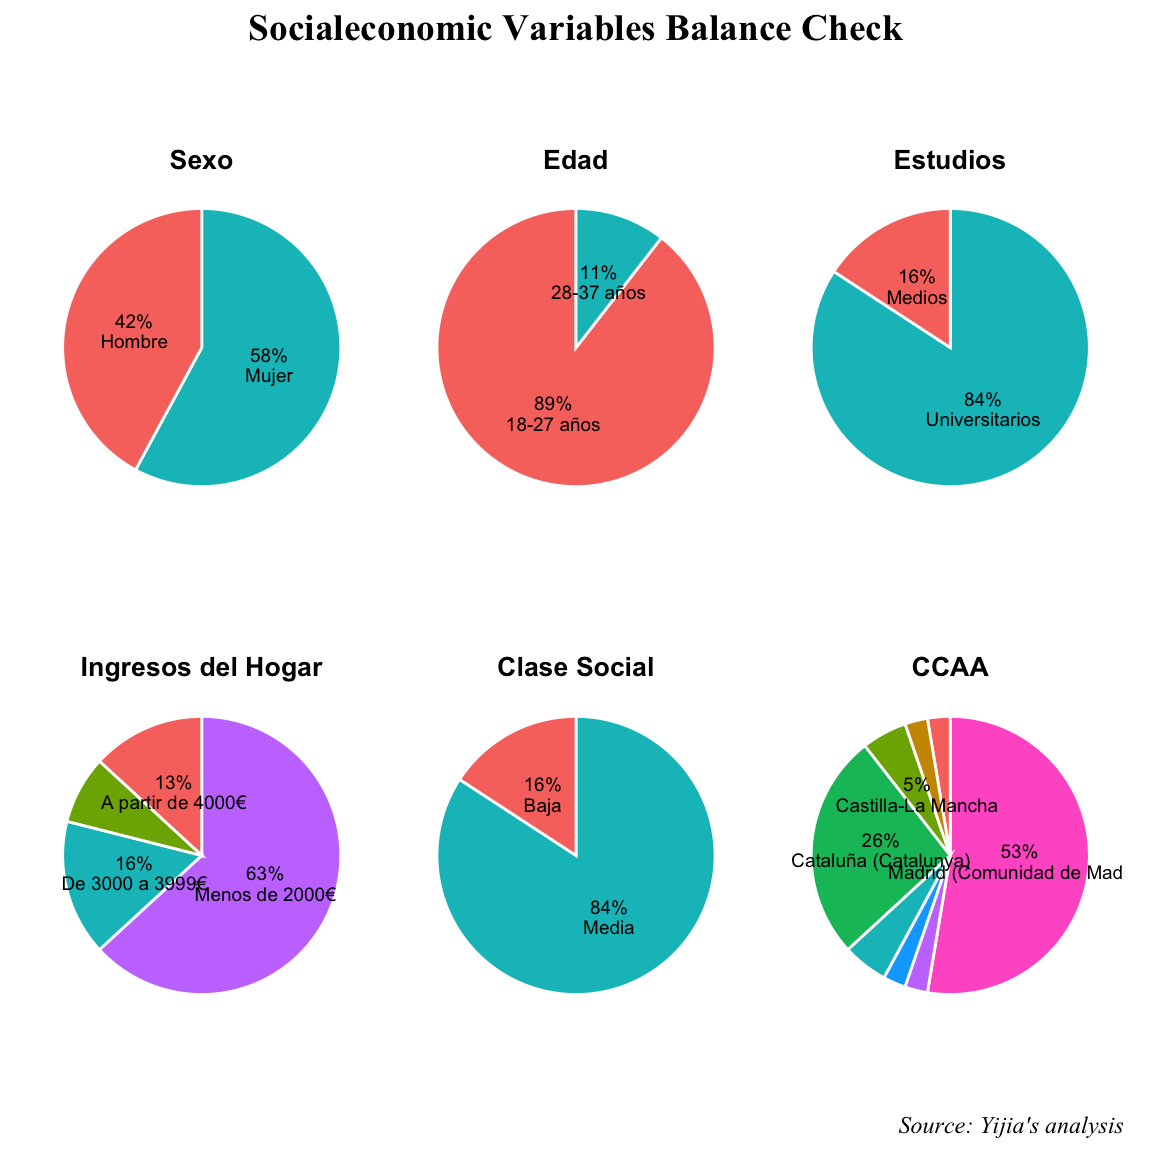 Socialeconomic Variables Balance Check
Sexo
42%
Hombre
58%
Mujer
Edad
11%
28-37 años
89%
18-27 años
Estudios
16%
Medios
84%
Universitarios
Ingresos del Hogar
13%
A partir de 4000€
16%
De 3000 a 3999€
63%
Menos de 2000€
Clase Social
16%
Baja
84%
Media
CCAA
5%
Castilla-La Mancha
26%
Cataluña (Catalunya)
53%
Madrid (Comunidad de Mad
Source: Yijia's analysis